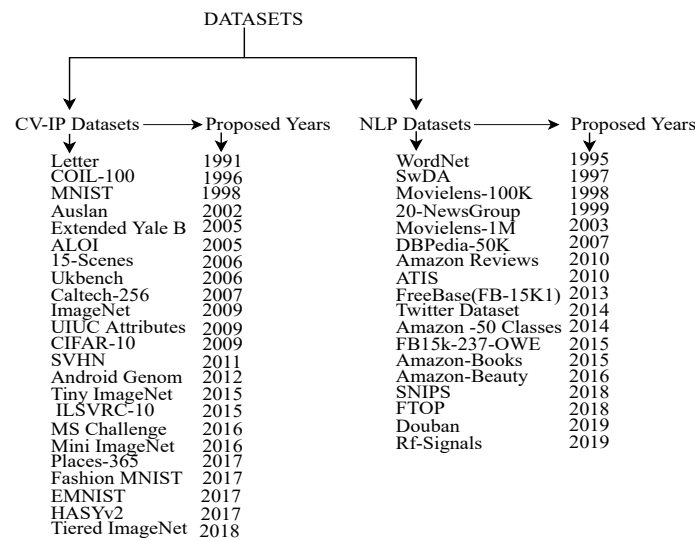 DATASETS
CV-IP Datasets Proposed Years NLP Datasets Proposed Years
Letter 1991 WordNet 1995
COIL-100 1996 SwDA 1997
MNIST 1998 Movielens-100K 1998
Auslan 2002 20-NewsGroup 1999
Extended Yale B 2005 Movielens-1M 2003
ALOI 2005 DBPedia-50K 2007
15-Scenes 2006 Amazon Reviews 2010
Ukbench 2006 ATIS 2010
Caltech-256 2007 FreeBase(FB-15K1) 2013
ImageNet 2009 Twitter Dataset 2014
UIUC Attributes 2009 Amazon -50 Classes 2014
CIFAR-10 2009 FB15k-237-OWE 2015
SVHN 2011 Amazon-Books 2015
Android Genom 2012 Amazon-Beauty 2016
Tiny ImageNet 2015 SNIPS 2018
ILSVRC-10 2015 FTOP 2018
MS Challenge 2016 Douban 2019
Mini ImageNet 2016 Rf-Signals 2019
Places-365 2017
Fashion MNIST 2017
EMNIST 2017
HASYv2 2017
Tiered ImageNet 2018